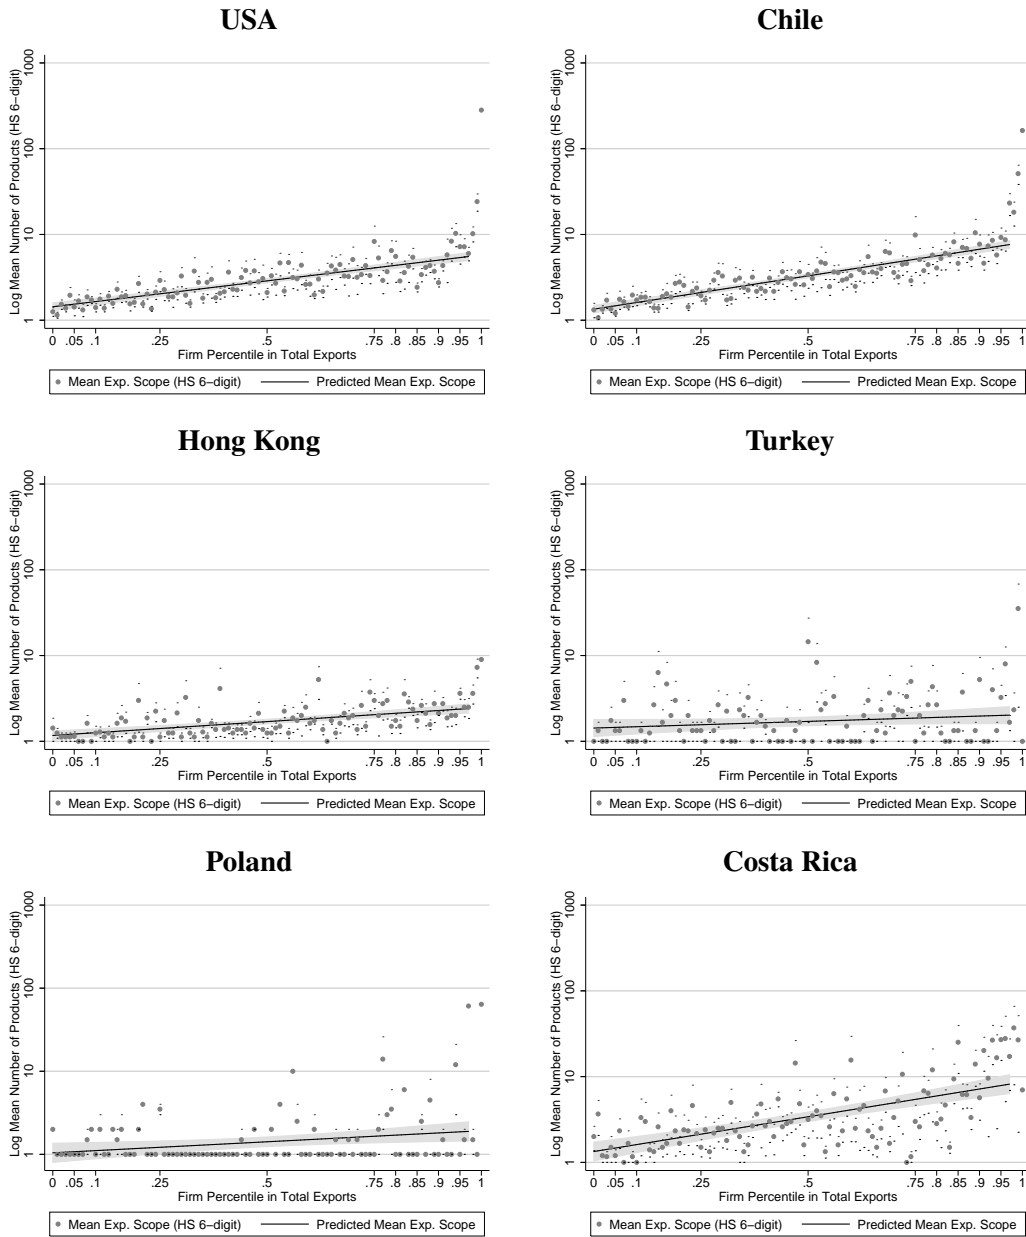 USA
Log Mean Number of Products (HS 6−digit)
1000
100
10
1
0 .05 .1 .25 .5 .75 .8 .85 .9 .95 1
Firm Percentile in Total Exports
Mean Exp. Scope (HS 6−digit) Predicted Mean Exp. Scope
Chile
Log Mean Number of Products (HS 6−digit)
1000
100
10
1
0 .05 .1 .25 .5 .75 .8 .85 .9 .95 1
Firm Percentile in Total Exports
Mean Exp. Scope (HS 6−digit) Predicted Mean Exp. Scope
Hong Kong
Log Mean Number of Products (HS 6−digit)
1000
100
10
1
0 .05 .1 .25 .5 .75 .8 .85 .9 .95 1
Firm Percentile in Total Exports
Mean Exp. Scope (HS 6−digit) Predicted Mean Exp. Scope
Turkey
Log Mean Number of Products (HS 6−digit)
1000
100
10
1
0 .05 .1 .25 .5 .75 .8 .85 .9 .95 1
Firm Percentile in Total Exports
Mean Exp. Scope (HS 6−digit) Predicted Mean Exp. Scope
Poland
Log Mean Number of Products (HS 6−digit)
1000
100
10
1
0 .05 .1 .25 .5 .75 .8 .85 .9 .95 1
Firm Percentile in Total Exports
Mean Exp. Scope (HS 6−digit) Predicted Mean Exp. Scope
Costa Rica
Log Mean Number of Products (HS 6−digit)
1000
100
10
1
0 .05 .1 .25 .5 .75 .8 .85 .9 .95 1
Firm Percentile in Total Exports
Mean Exp. Scope (HS 6−digit) Predicted Mean Exp. Scope